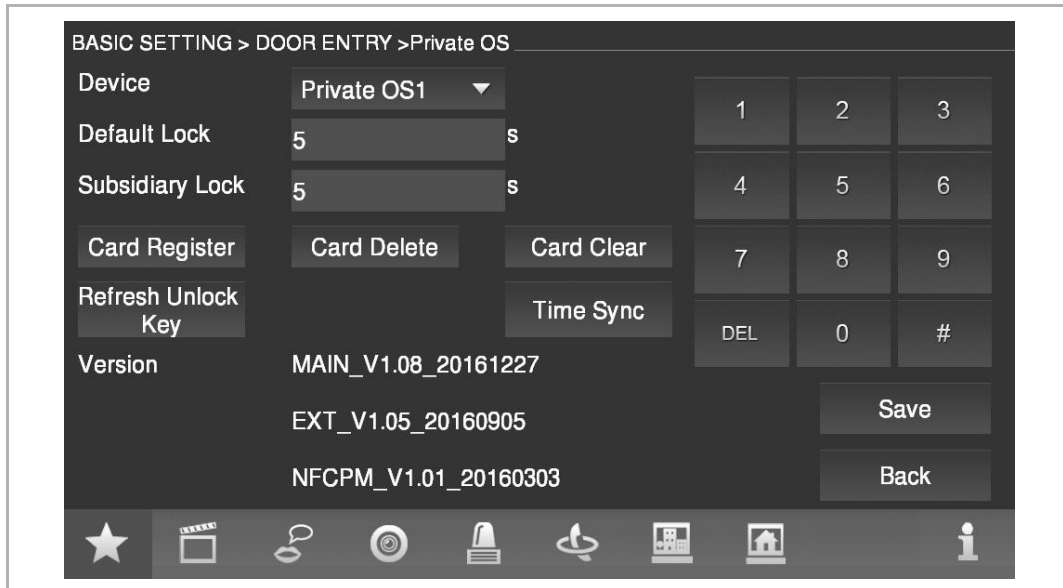 BASIC SETTING > DOOR ENTRY >Private OS
Device
Private OS1
Default Lock
5
s
Subsidiary Lock
5
s
Card Register
Card Delete
Card Clear
Refresh Unlock
Key
Time Sync
Version
MAIN_V1.08_20161227
EXT_V1.05_20160905
NFCPM_V1.01_20160303
1
2
3
4
5
6
7
8
9
DEL
0
#
Save
Back